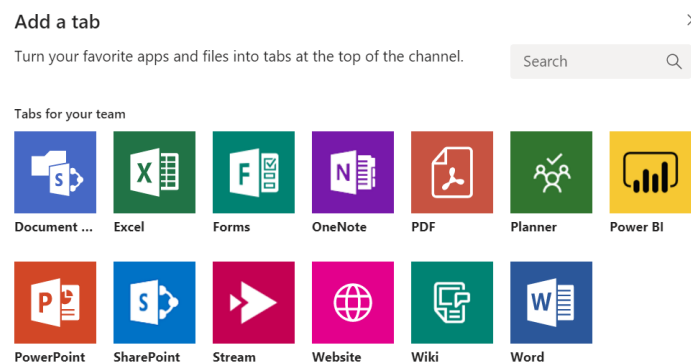 Add a tab
Turn your favorite apps and files into tabs at the top of the channel.
Search
Tabs for your team
S
X
F
N
Document ...
Excel
Forms
OneNote
PDF
Planner
Power BI
P
S
W
PowerPoint
SharePoint
Stream
Website
Wiki
Word